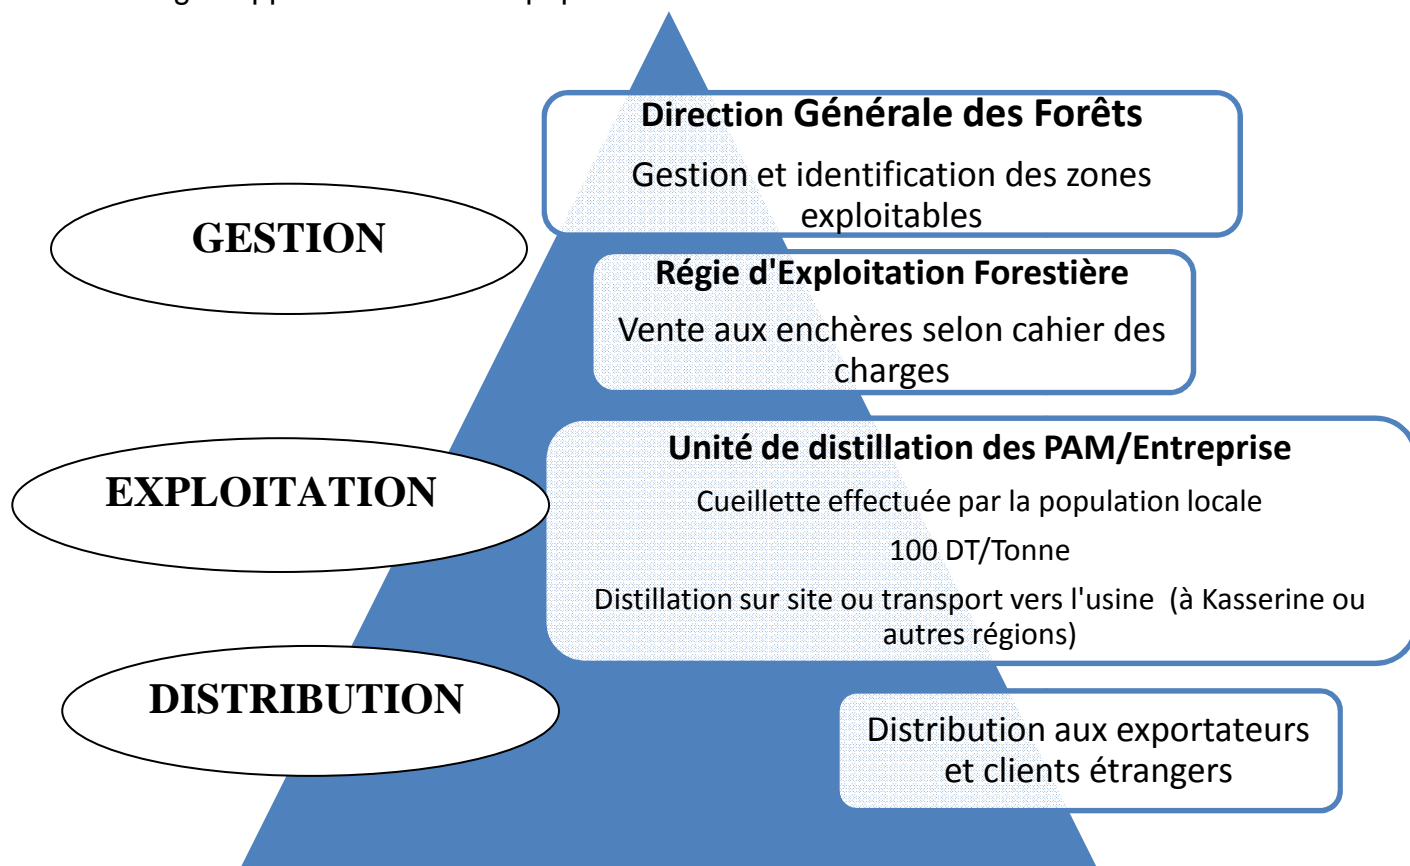 Direction Générale des Forêts
Gestion et identification des zones
exploitables
GESTION
Régie d'Exploitation Forestière
Vente aux enchères selon cahier des
charges
EXPLOITATION
Unité de distillation des PAM/Entreprise
Cueillette effectuée par la population locale
100 DT/Tonne
Distillation sur site ou transport vers l'usine (à Kasserine ou
autres régions)
DISTRIBUTION
Distribution aux exportateurs
et clients étrangers